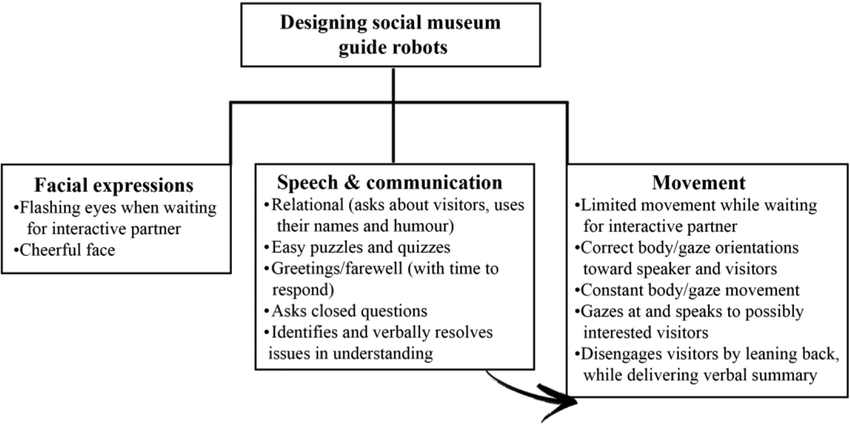 Designing social museum
guide robots
Facial expressions
•Flashing eyes when waiting
for interactive partner
•Cheerful face
Speech & communication
•Relational (asks about visitors, uses
their names and humour)
•Easy puzzles and quizzes
•Greetings/farewell (with time to
respond)
•Asks closed questions
•Identifies and verbally resolves
issues in understanding
Movement
•Limited movement while waiting
for interactive partner
•Correct body/gaze orientations
toward speaker and visitors
•Constant body/gaze movement
•Gazes at and speaks to possibly
interested visitors
•Disengages visitors by leaning back,
while delivering verbal summary